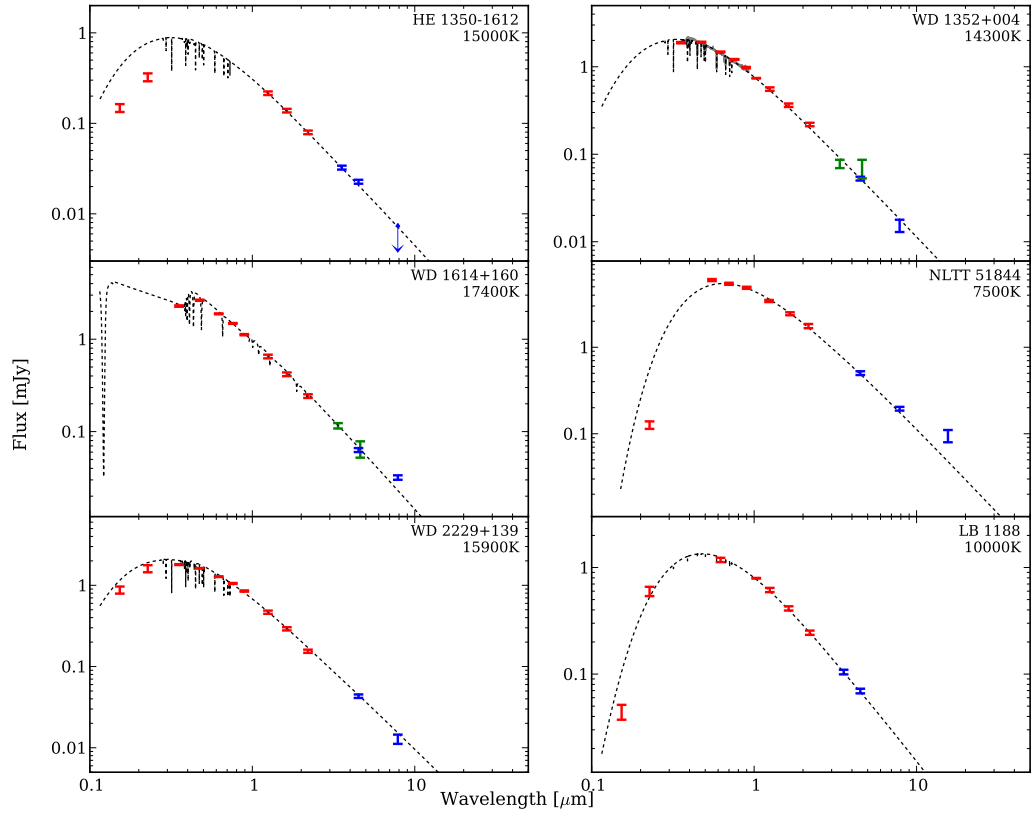 HE 1350-1612
15000K
1
0.1
0.01
WD 1352+004
14300K
1
0.1
0.01
WD 1614+160
17400K
1
0.1
NLTT 51844
7500K
1
0.1
WD 2229+139
15900K
1
0.1
0.01
LB 1188
10000K
1
0.1
Flux [mJy]
0.1
1
10
0.1
1
10
Wavelength [μm]